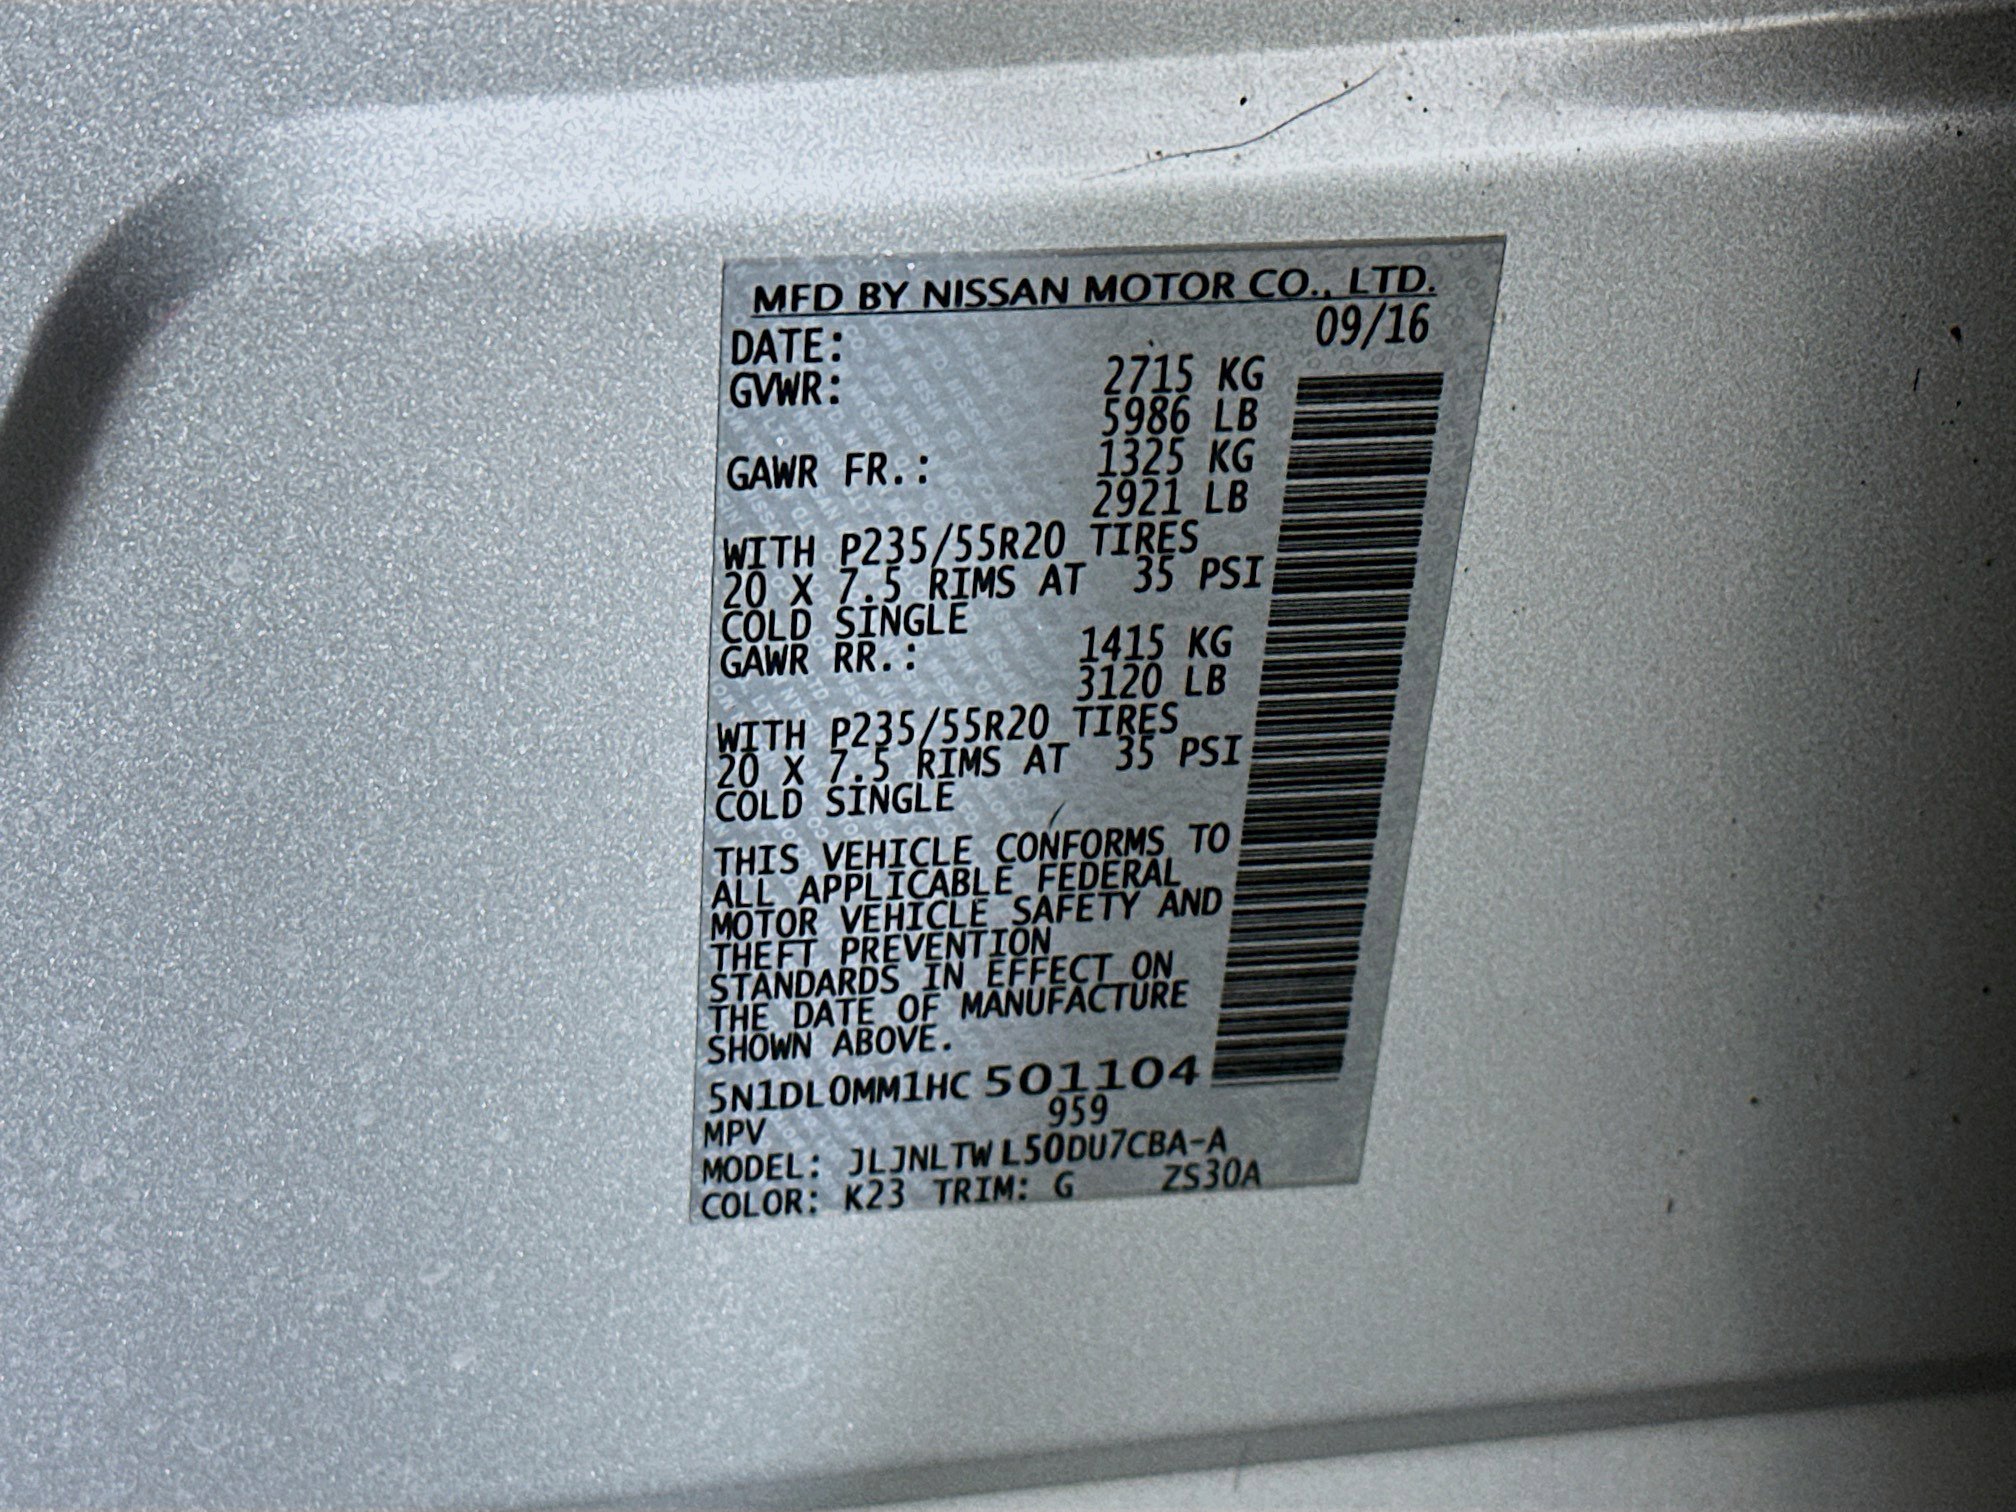 MFD BY NISSAN MOTOR CO., LTD.
DATE: 09/16
GVWR: 2715 KG
5986 LB
GAWR FR.: 1325 KG
2921 LB
WITH P235/55R20 TIRES
20 X 7.5 RIMS AT 35 PSI
COLD SINGLE
GAWR RR.: 1415 KG
3120 LB
WITH P235/55R20 TIRES
20 X 7.5 RIMS AT 35 PSI
COLD SINGLE
THIS VEHICLE CONFORMS TO
ALL APPLICABLE FEDERAL
MOTOR VEHICLE SAFETY AND
THEFT PREVENTION
STANDARDS IN EFFECT ON
THE DATE OF MANUFACTURE
SHOWN ABOVE.
5N1DL0MM1HC501104
MPV 959
MODEL: JLJNLTWL50DU7CBA-A
COLOR: K23 TRIM: G ZS30A